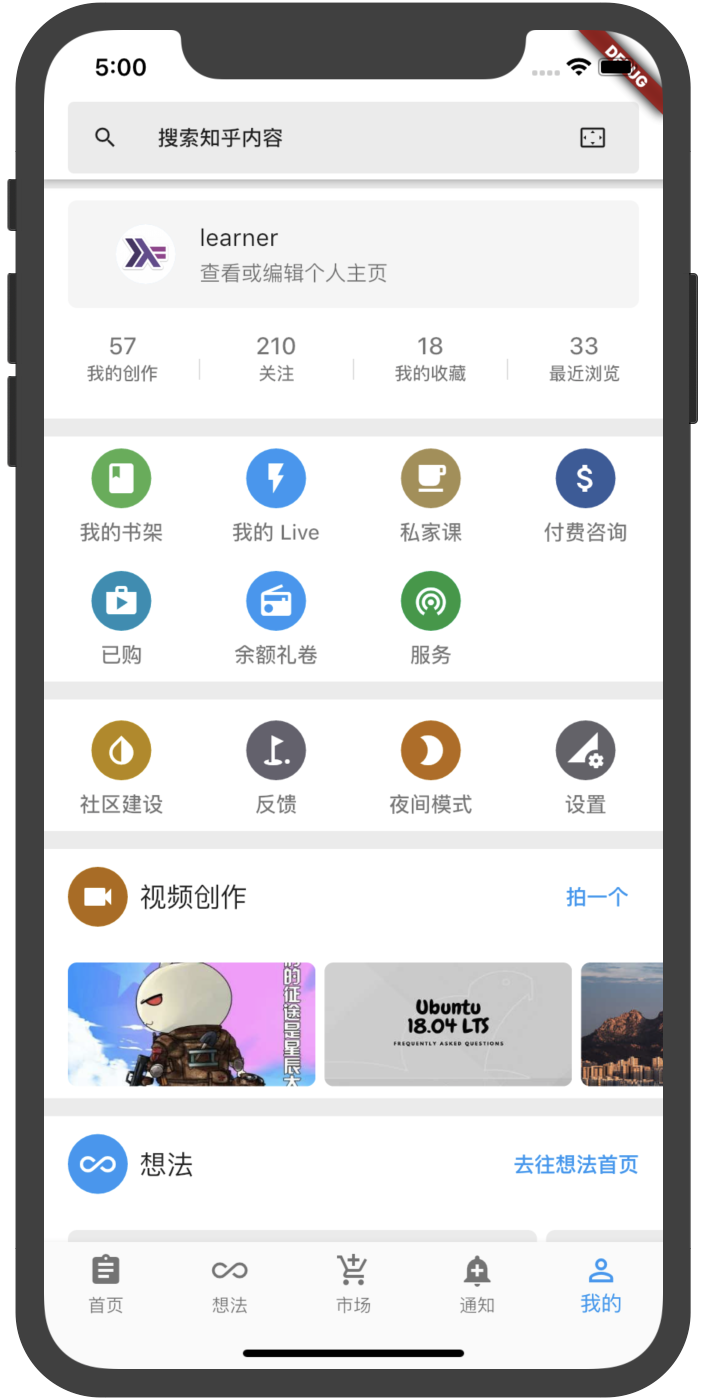 5:00
DEBUG
搜索知乎内容
learner
查看或编辑个人主页
57 210 18 33
我的创作 关注 我的收藏 最近浏览
我的书架 我的 Live 私家课 付费咨询
已购 余额礼卷 服务
社区建设 反馈 夜间模式 设置
视频创作 拍一个
的征途是星辰大
Ubuntu
18.04 LTS
FREQUENTLY ASKED QUESTIONS
想法 去往想法首页
首页 想法 市场 通知 我的